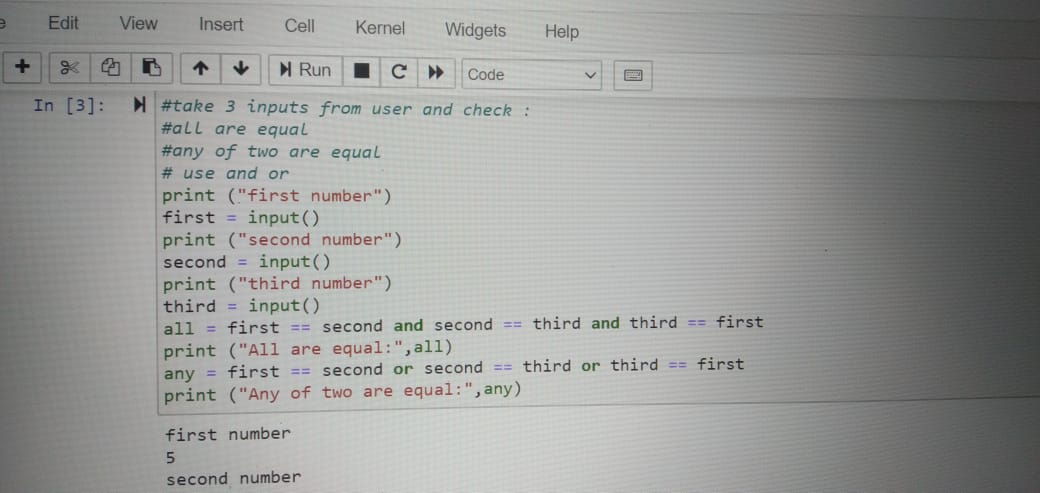 Edit View Insert Cell Kernel Widgets Help
Run Code
In [3]:
#take 3 inputs from user and check :
#all are equal
#any of two are equal
# use and or
print ("first number")
first = input()
print ("second number")
second = input()
print ("third number")
third = input()
all = first == second and second == third and third == first
print ("All are equal:",all)
any = first == second or second == third or third == first
print ("Any of two are equal:",any)
first number
5
second number